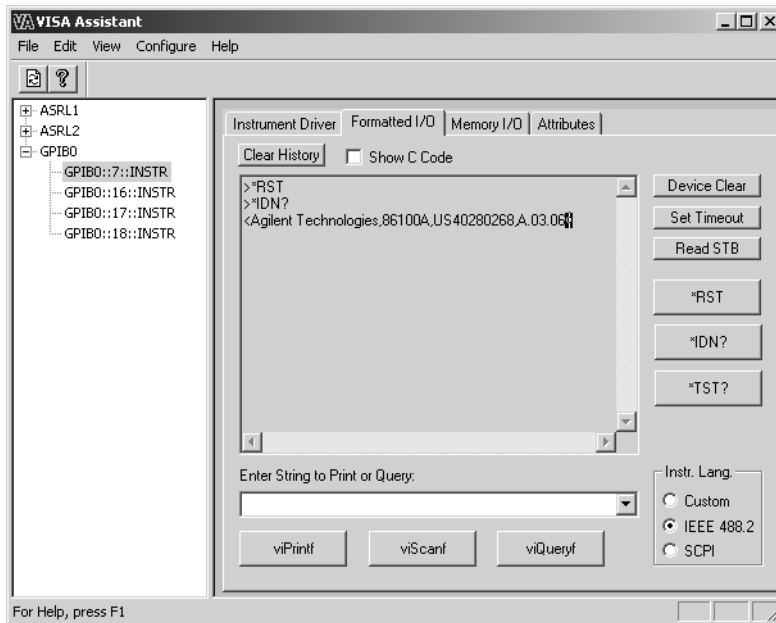 VISA Assistant
File Edit View Configure Help
ASRL1
ASRL2
GPIB0
GPIB0::7::INSTR
GPIB0::16::INSTR
GPIB0::17::INSTR
GPIB0::18::INSTR
Instrument Driver Formatted I/O Memory I/O Attributes
Clear History Show C Code
>*RST
>*IDN?
<Agilent Technologies,86100A,US40280268,A.03.06
Device Clear
Set Timeout
Read STB
*RST
*IDN?
*TST?
Enter String to Print or Query:
viPrintf viScanf viQueryf
Instr. Lang.
Custom
IEEE 488.2
SCPI
For Help, press F1